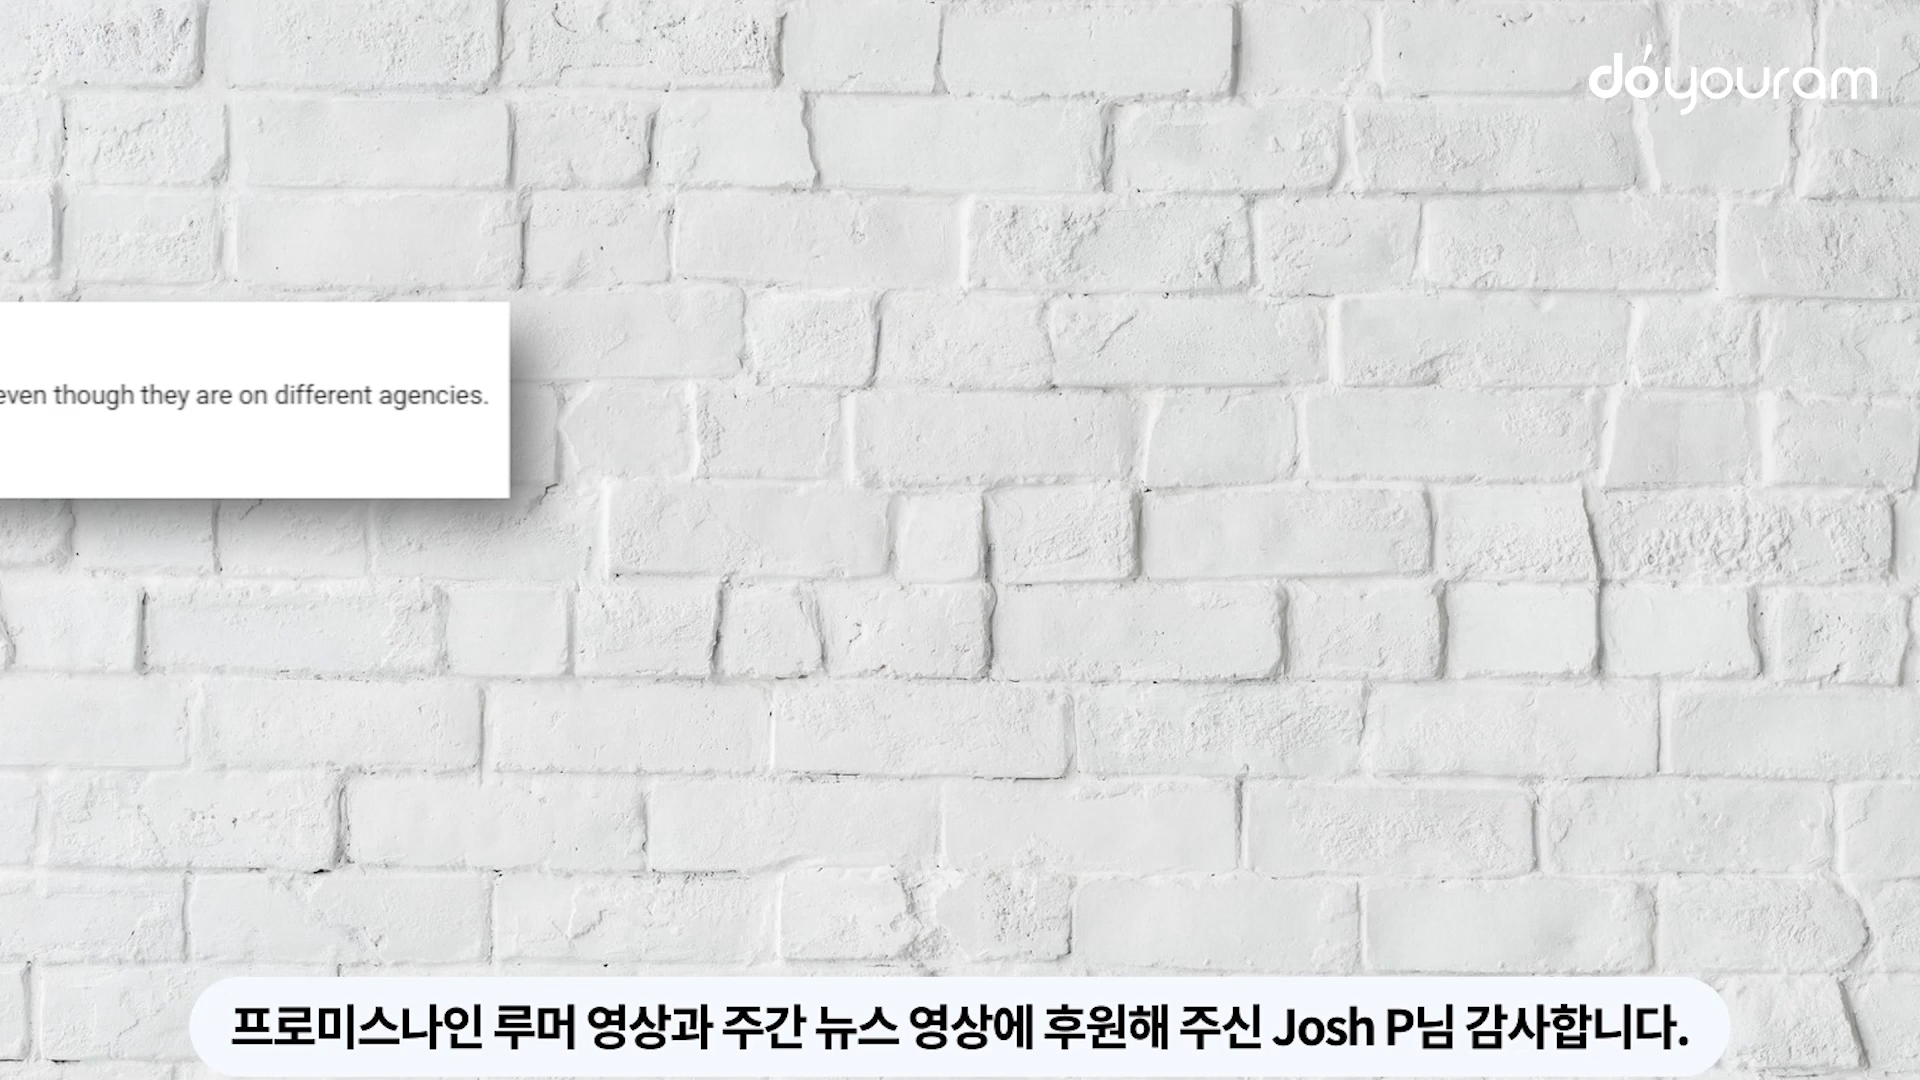 dóyouram
even though they are on different agencies.
프로미스나인 루머 영상과 주간 뉴스 영상에 후원해 주신 Josh P님 감사합니다.